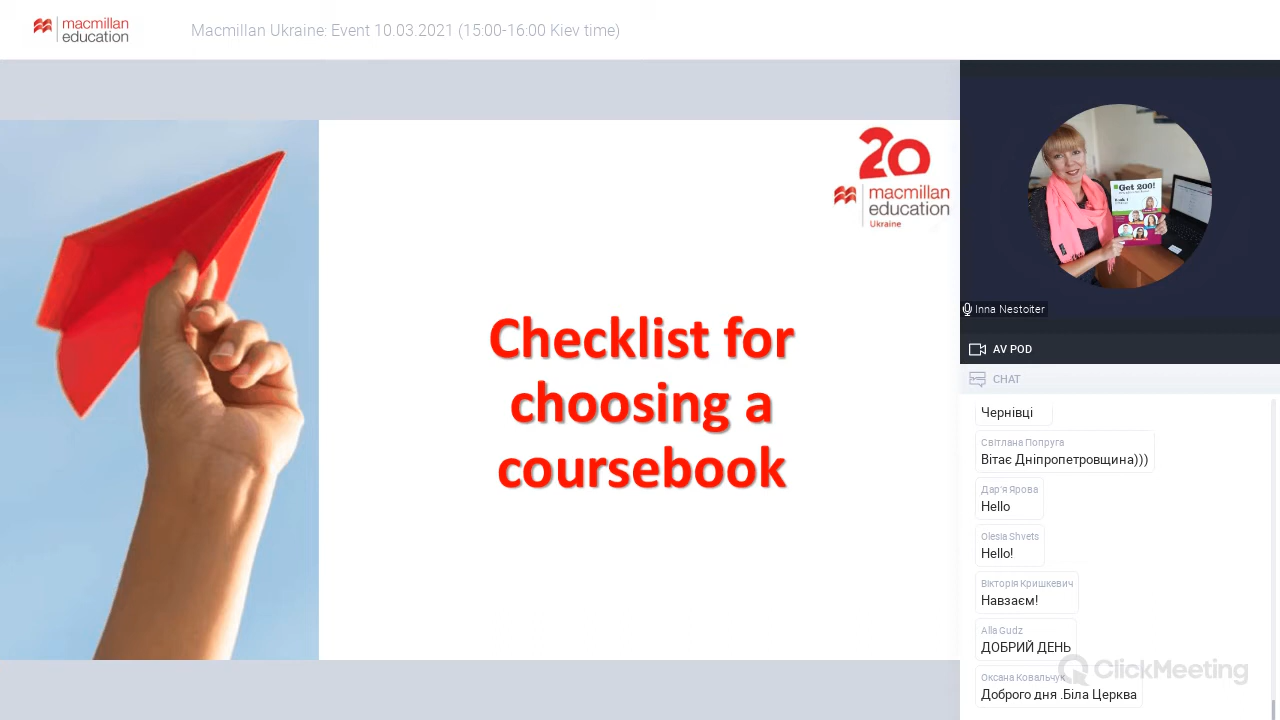 macmillan
education
Macmillan Ukraine: Event 10.03.2021 (15:00-16:00 Kiev time)
20
macmillan
education
Ukraine
Checklist for
choosing a
coursebook
Get 200!
Inna Nestoiter
AV POD
CHAT
Чернівці
Світлана Попруга
Вітає Дніпропетровщина)))
Дар'я Ярова
Hello
Olesia Shvets
Hello!
Вікторія Кришкевич
Навзаєм!
Alla Gudz
ДОБРИЙ ДЕНЬ
Оксана Ковальчук
Доброго дня .Біла Церква
ClickMeeting